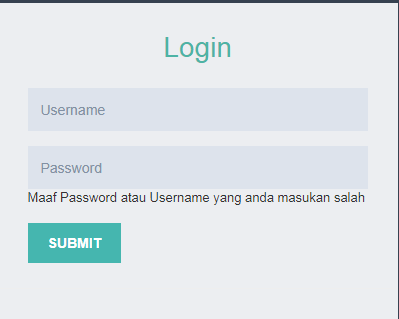 Login
Username
Password
Maaf Password atau Username yang anda masukan salah
SUBMIT